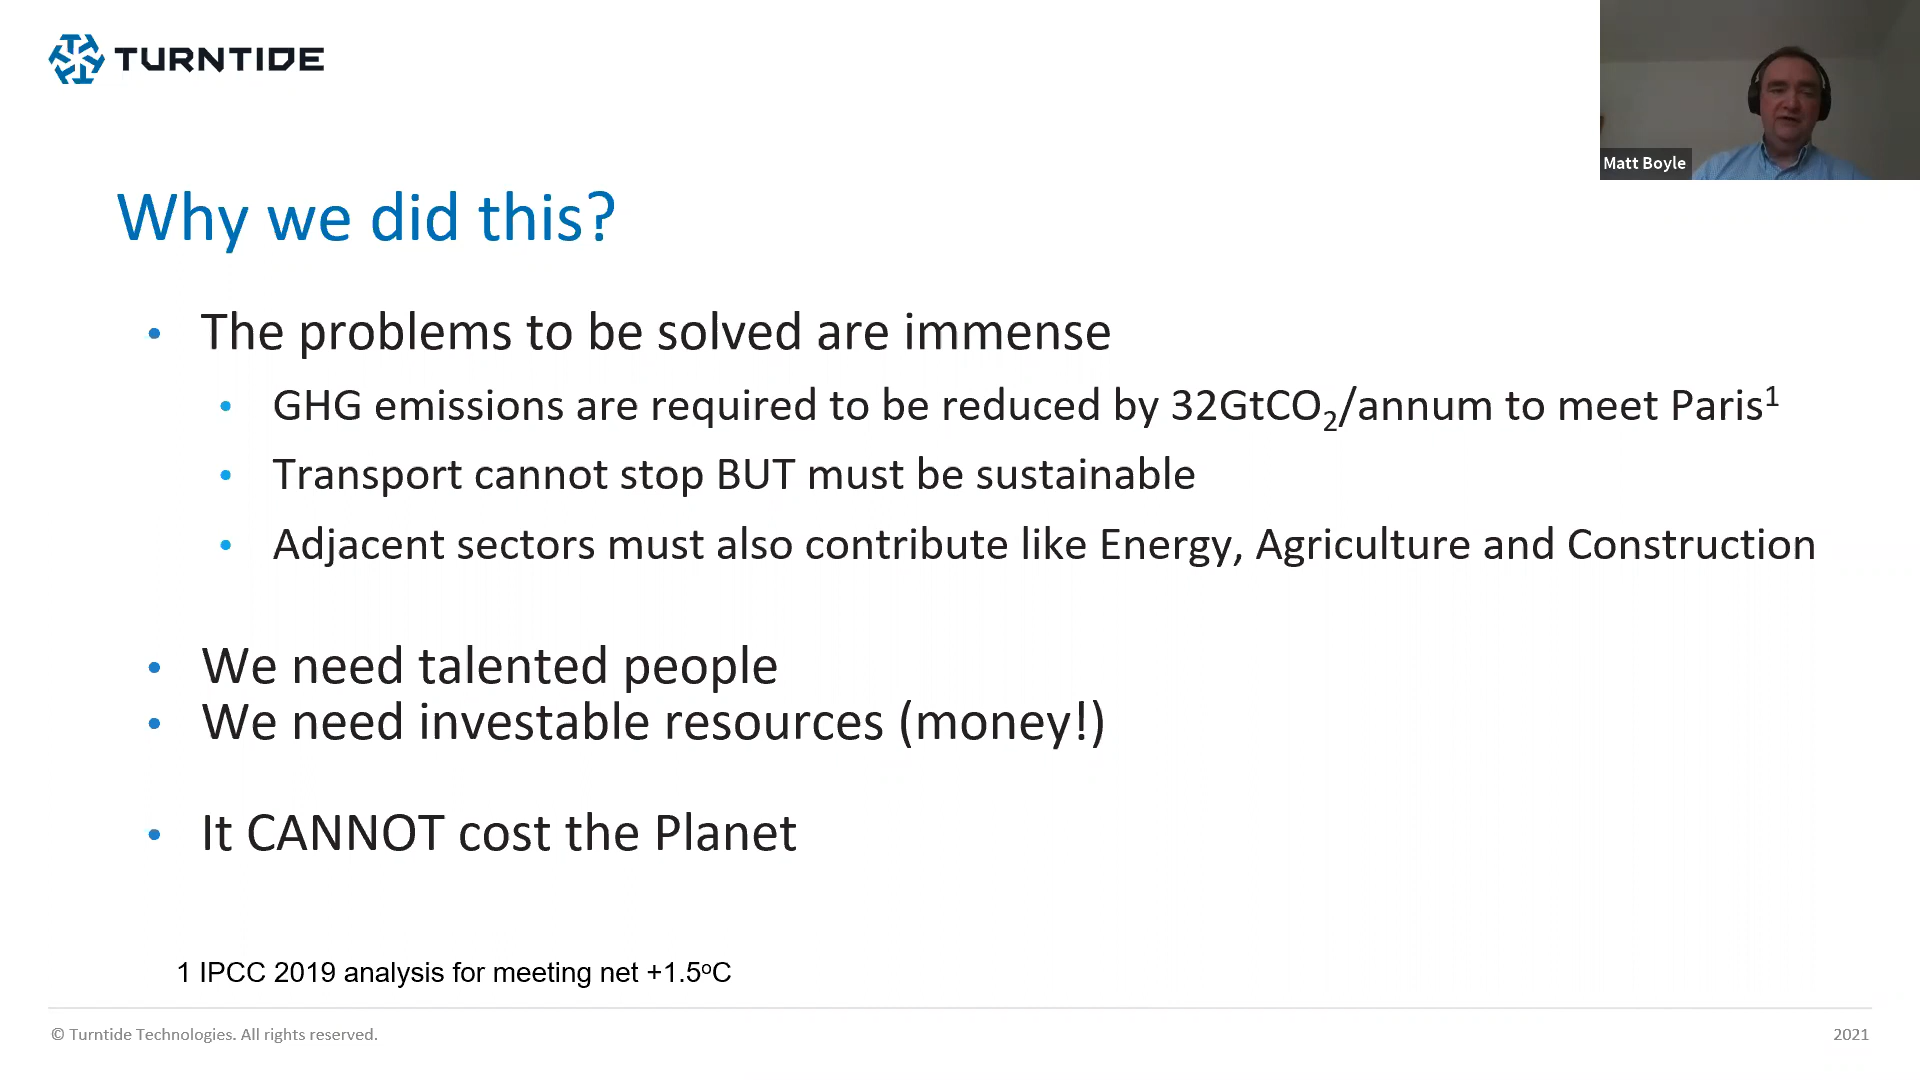 TURNTIDE
Matt Boyle
Why we did this?
• The problems to be solved are immense
• GHG emissions are required to be reduced by 32GtCO₂/annum to meet Paris¹
• Transport cannot stop BUT must be sustainable
• Adjacent sectors must also contribute like Energy, Agriculture and Construction
• We need talented people
• We need investable resources (money!)
• It CANNOT cost the Planet
1 IPCC 2019 analysis for meeting net +1.5ºC
© Turntide Technologies. All rights reserved.
2021